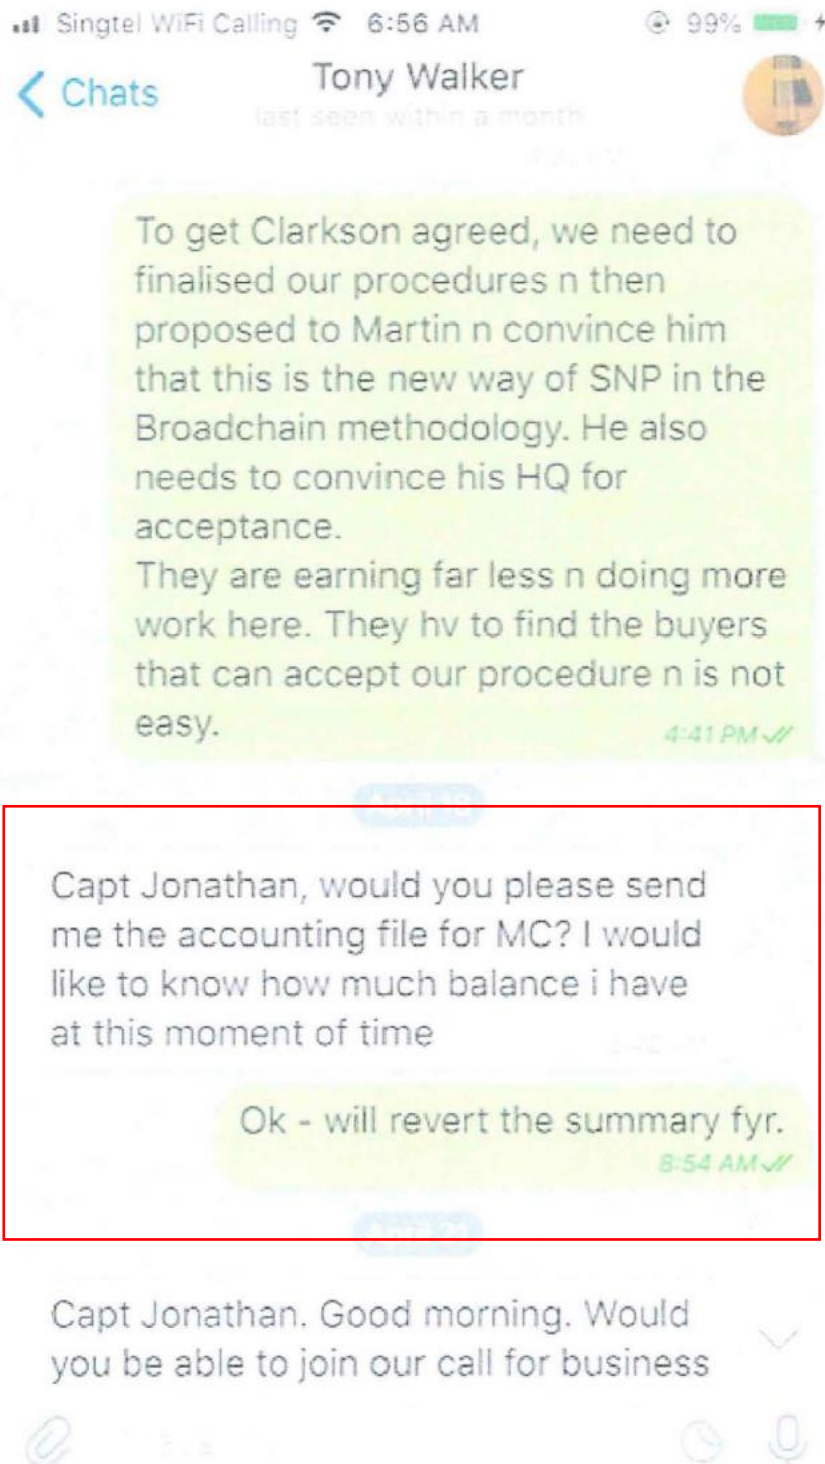 Singtel WiFi Calling 6:56 AM 99%
Chats
Tony Walker
last seen within a month
To get Clarkson agreed, we need to
finalised our procedures n then
proposed to Martin n convince him
that this is the new way of SNP in the
Broadchain methodology. He also
needs to convince his HQ for
acceptance.
They are earning far less n doing more
work here. They hv to find the buyers
that can accept our procedure n is not
easy.
4:41 PM
Capt Jonathan, would you please send
me the accounting file for MC? I would
like to know how much balance i have
at this moment of time
Ok - will revert the summary fyr.
8:54 AM
Capt Jonathan. Good morning. Would
you be able to join our call for business